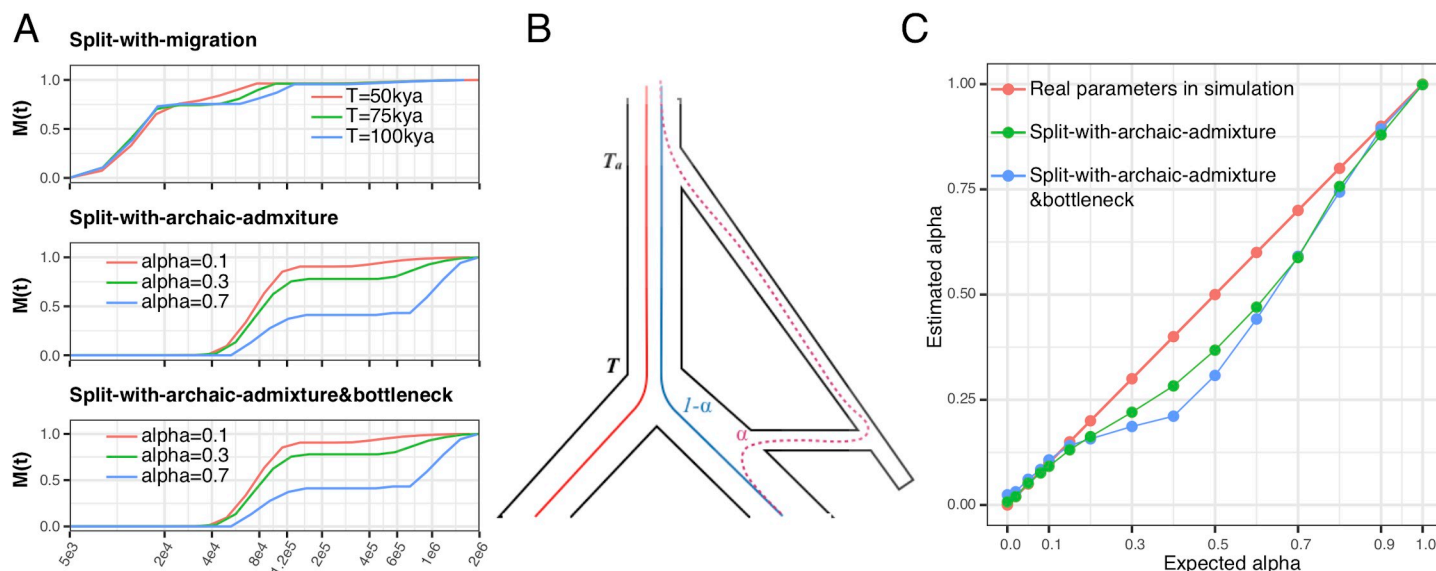 A
Split-with-migration
1.0
0.5
0.0
M(t)
T=50kya
T=75kya
T=100kya
Split-with-archaic-admxiture
1.0
0.5
0.0
M(t)
alpha=0.1
alpha=0.3
alpha=0.7
Split-with-archaic-admixture&bottleneck
1.0
0.5
0.0
M(t)
alpha=0.1
alpha=0.3
alpha=0.7
5e3 2e4 4e4 8e4 1.2e5 2e5 4e5 6e5 1e6 2e6
B
Ta
T
1-α
α
C
1.00
0.75
0.50
0.25
0.00
Estimated alpha
Real parameters in simulation
Split-with-archaic-admixture
Split-with-archaic-admixture
&bottleneck
0.0 0.1 0.3 0.5 0.7 0.9 1.0
Expected alpha